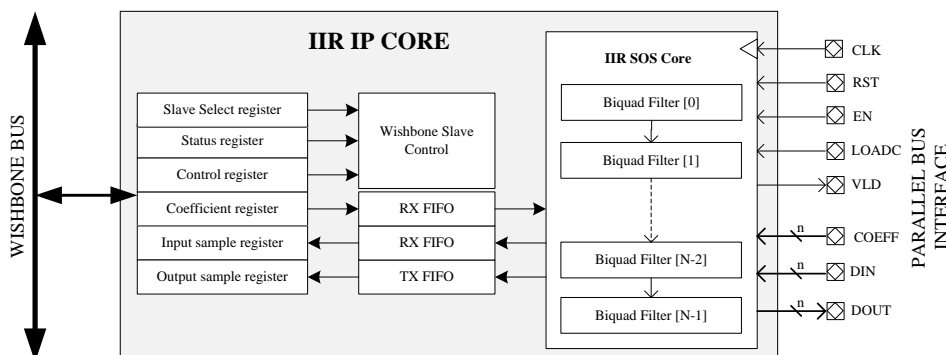 IIR IP CORE
WISHBONE BUS
Slave Select register
Status register
Control register
Coefficient register
Input sample register
Output sample register
Wishbone Slave
Control
RX FIFO
RX FIFO
TX FIFO
IIR SOS Core
Biquad Filter [0]
Biquad Filter [1]
Biquad Filter [N-2]
Biquad Filter [N-1]
CLK
RST
EN
LOADC
VLD
n
COEFF
n
DIN
n
DOUT
PARALLEL BUS
INTERFACE